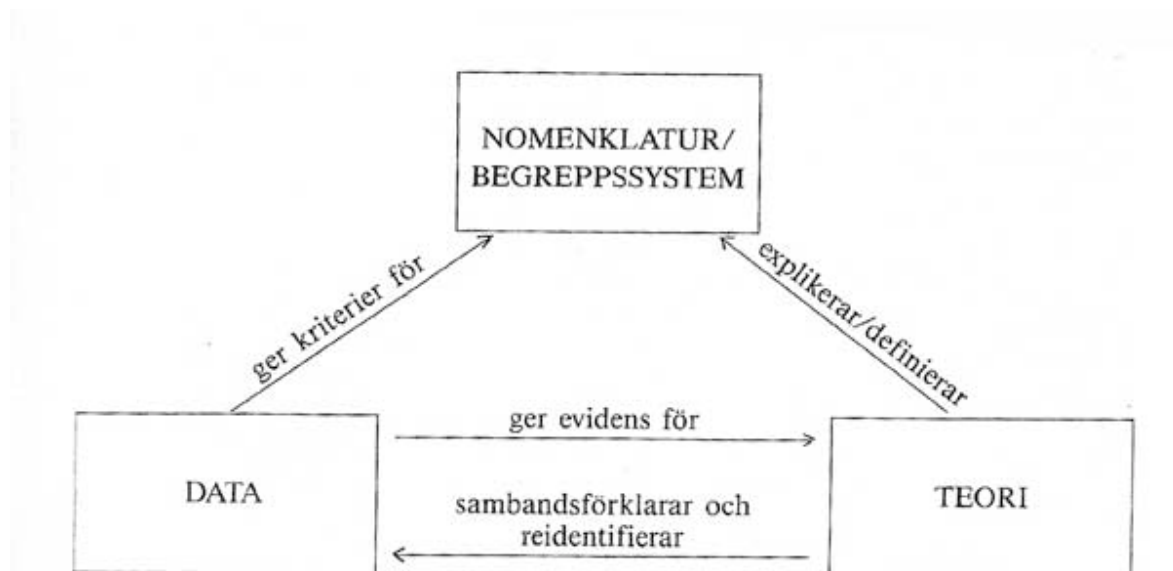 NOMENKLATUR/
BEGREPPSSYSTEM
ger kriterier för
explikerar/definierar
ger evidens för
DATA
sambandsförklarar och
reidentifierar
TEORI